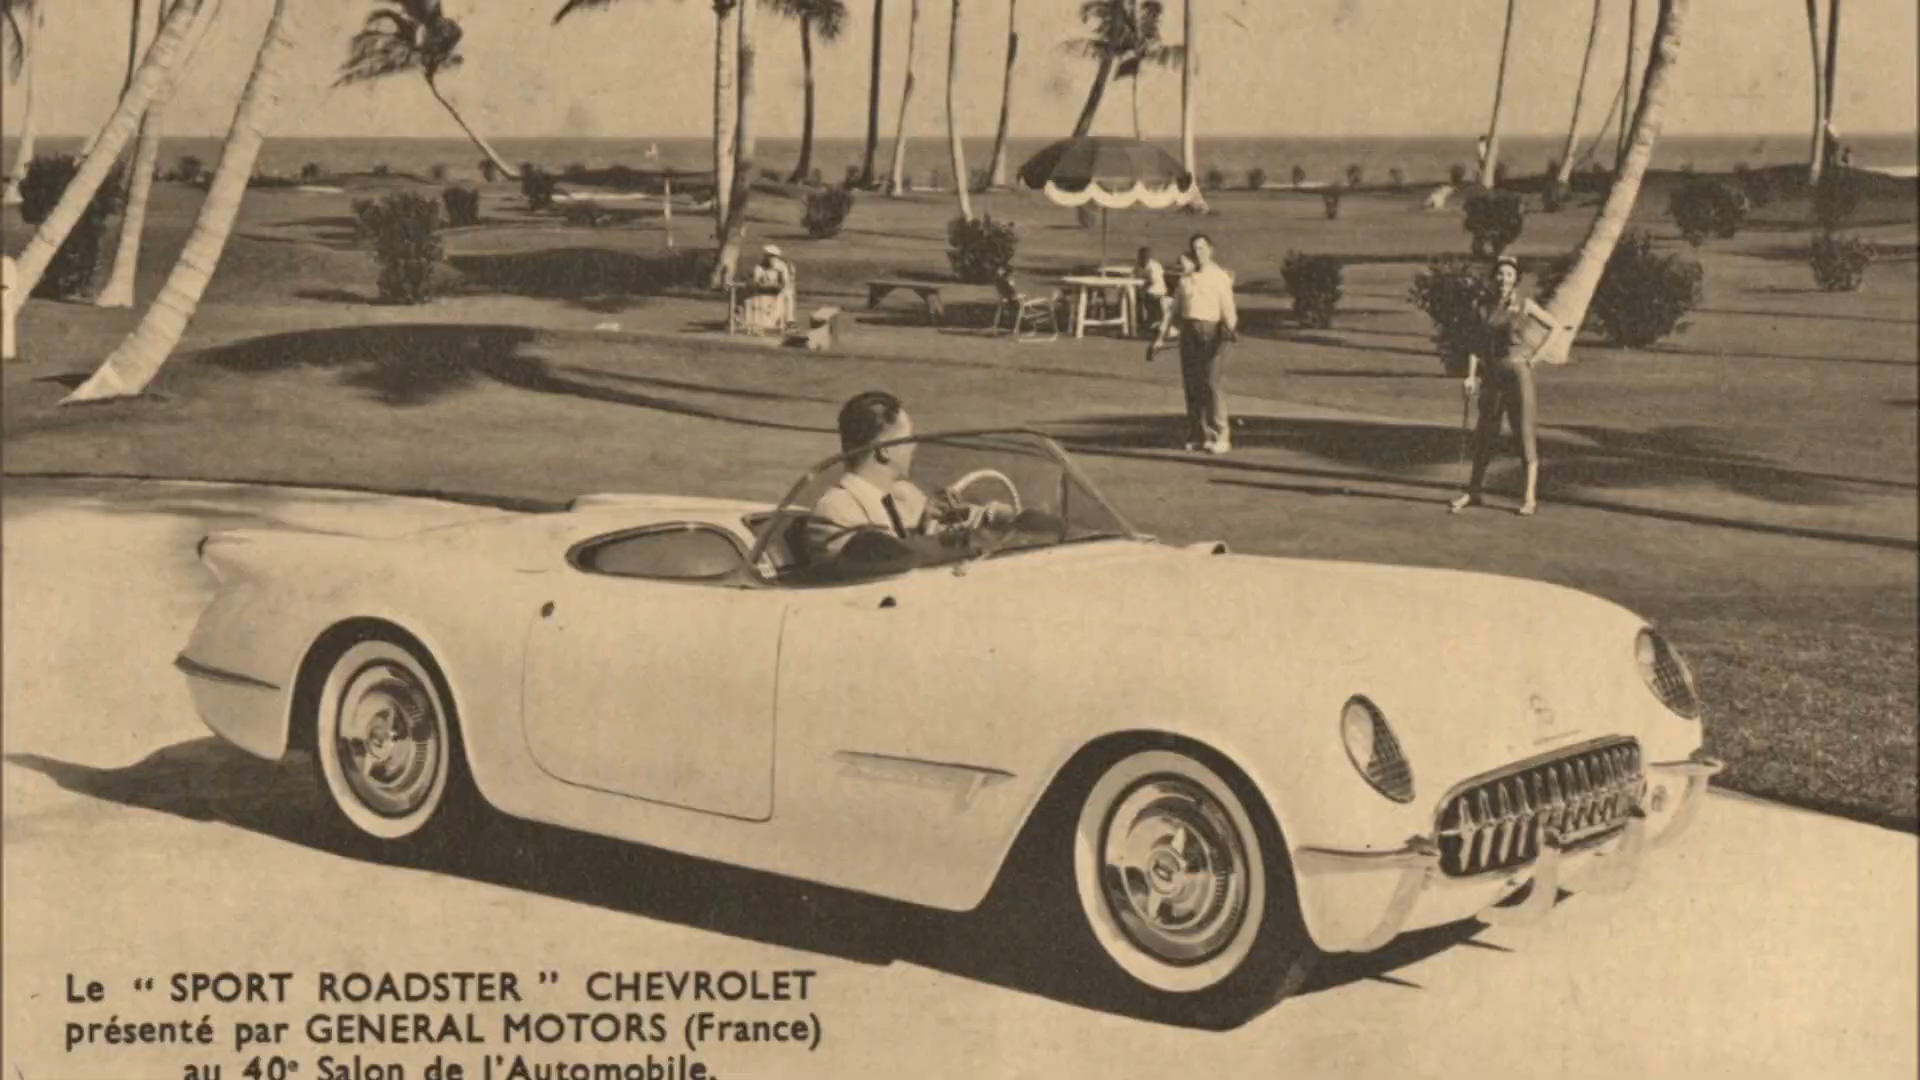 Le “ SPORT ROADSTER ” CHEVROLET
présenté par GENERAL MOTORS (France)
au 40e Salon de l'Automobile.